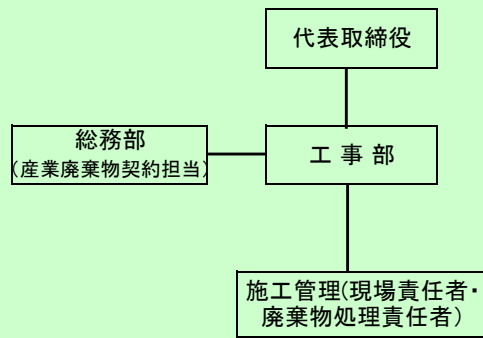 代表取締役
総務部
(産業廃棄物契約担当)
工 事 部
施工管理(現場責任者・
廃棄物処理責任者)